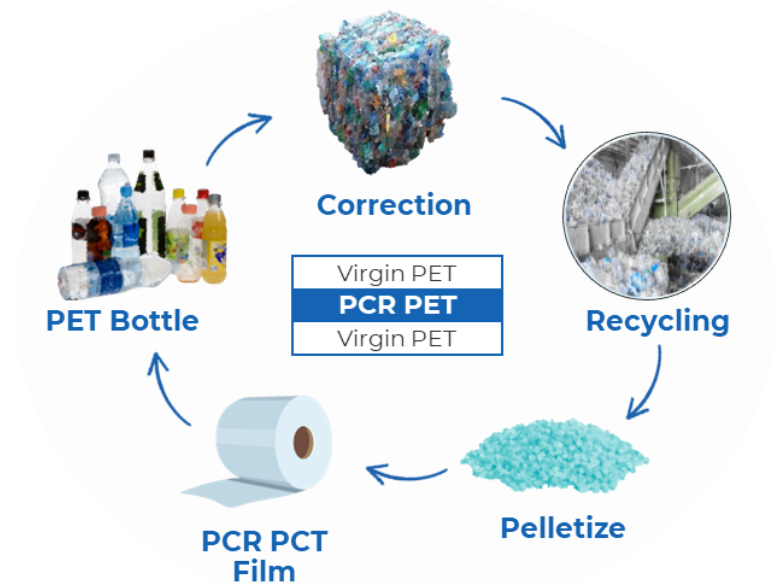 Correction
PET Bottle
Virgin PET
PCR PET
Virgin PET
Recycling
Pelletize
PCR PCT
Film